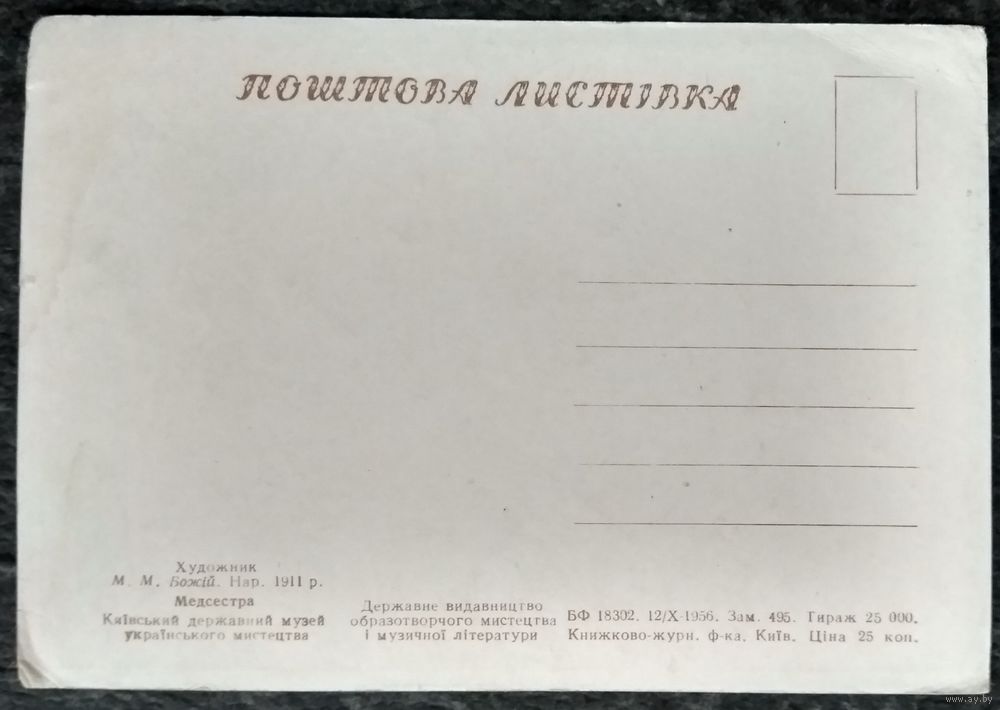 ПОШТОВА ЛИСТІВКА
Художник
М. М. Божій. Нар. 1911 р.
Медсестра
Київський державний музей
українського мистецтва
Державне видавництво
образотворчого мистецтва
і музичної літератури
БФ 18302. 12/X-1956. Зам. 495. Тираж 25 000.
Книжково-журн. ф-ка. Київ. Ціна 25 коп.
www.ay.by